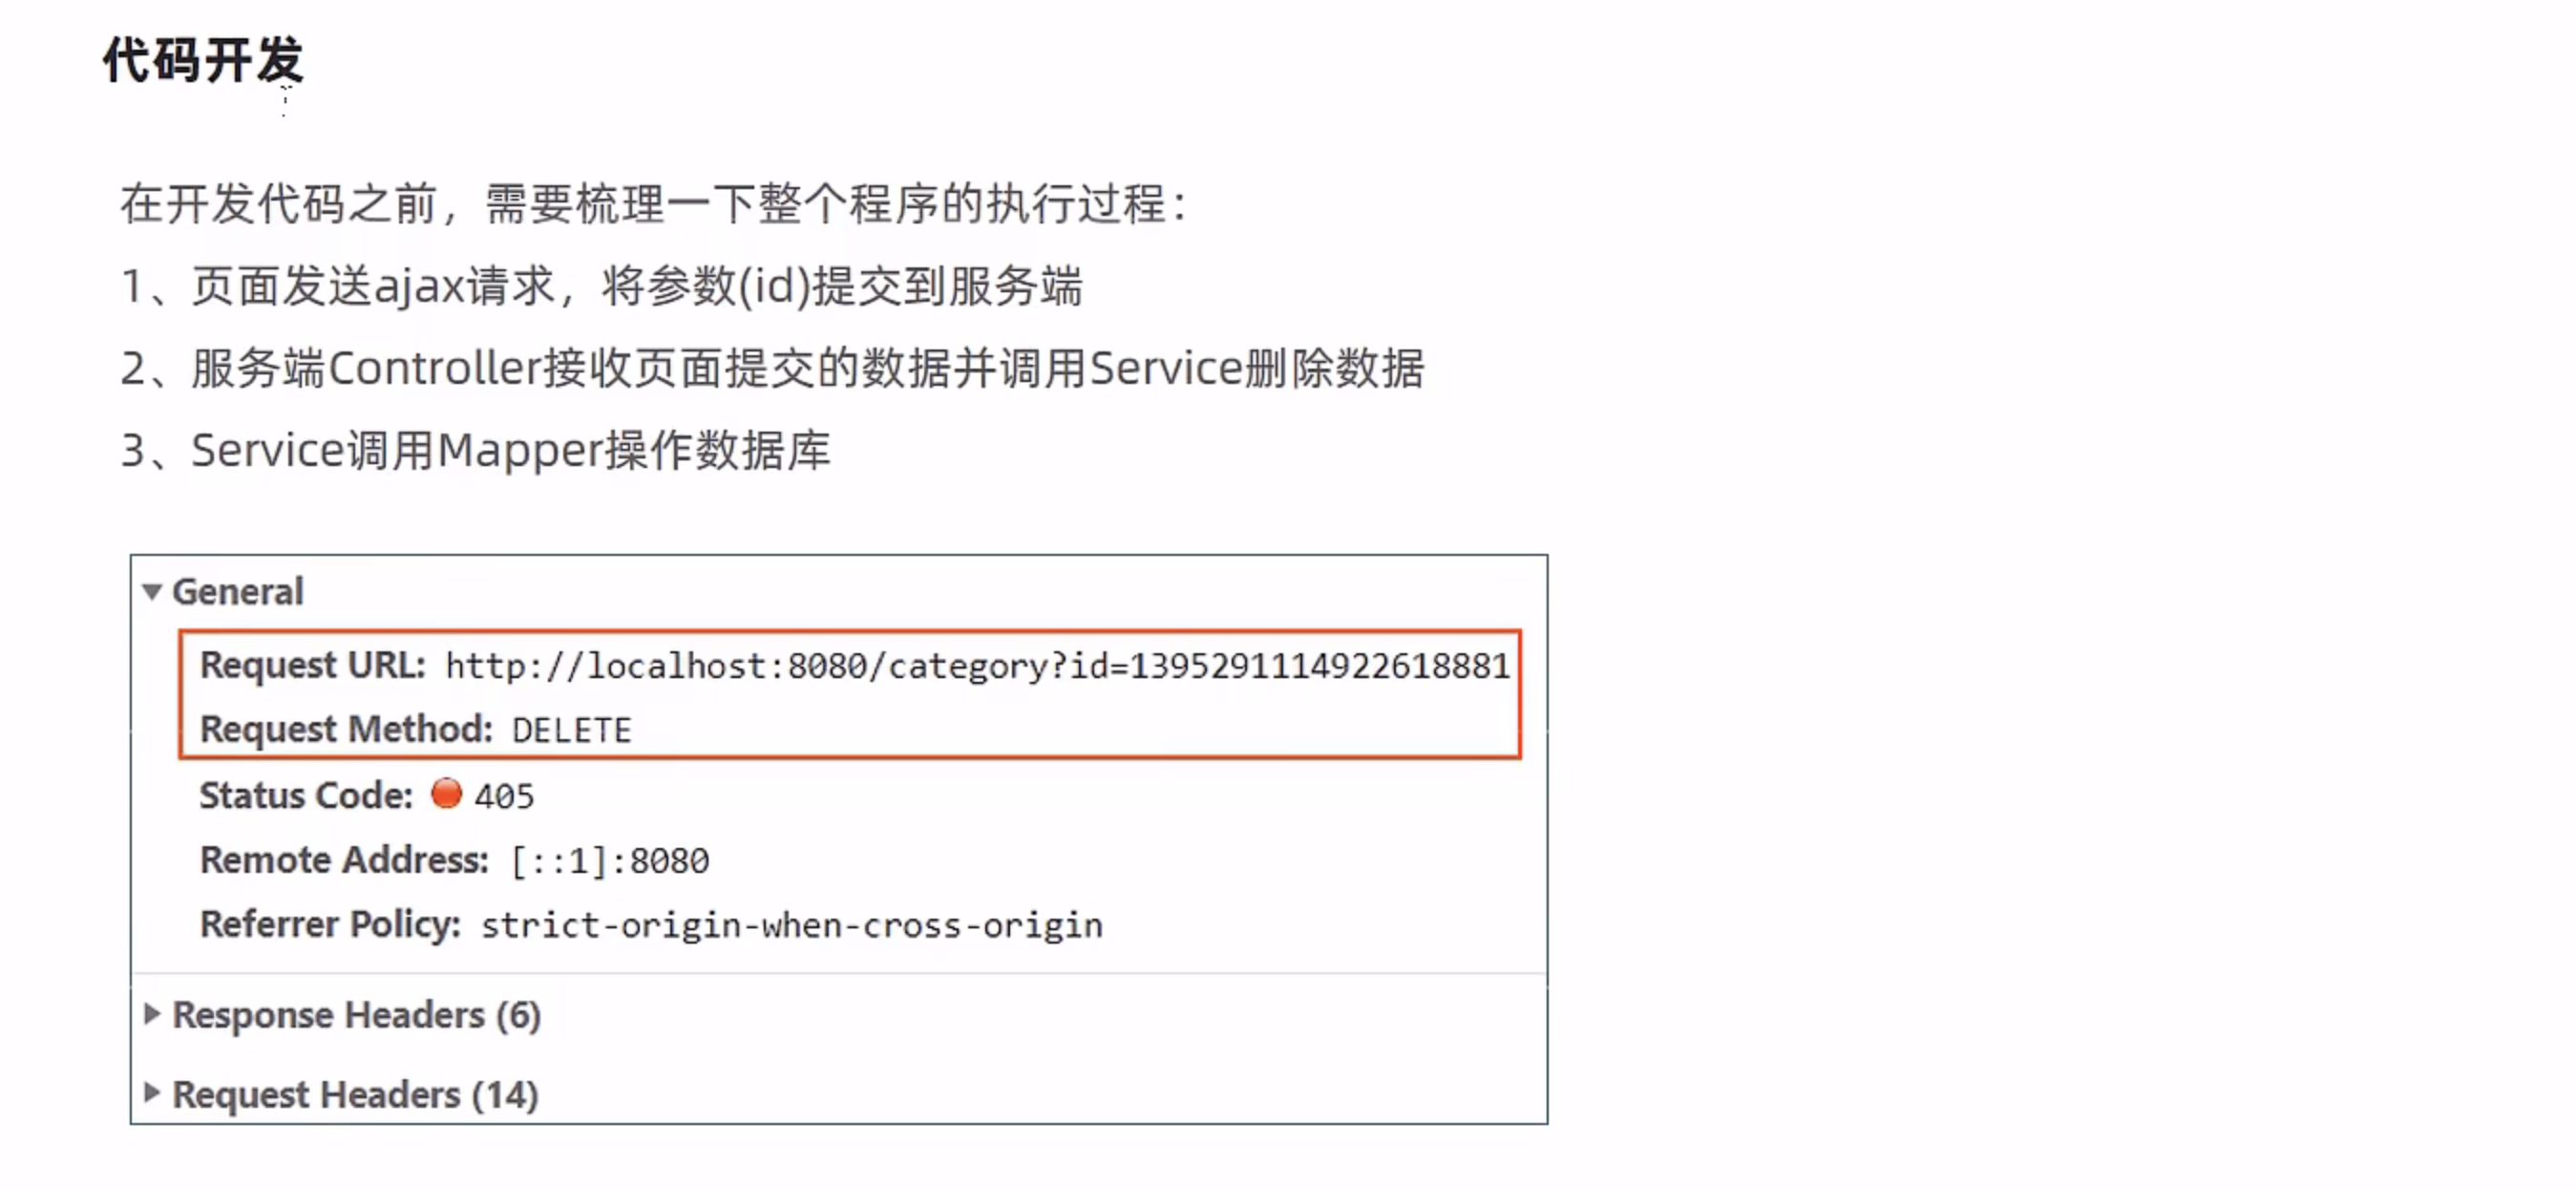 代码开发
在开发代码之前，需要梳理一下整个程序的执行过程：
1、页面发送ajax请求，将参数(id)提交到服务端
2、服务端Controller接收页面提交的数据并调用Service删除数据
3、Service调用Mapper操作数据库
General
Request URL: http://localhost:8080/category?id=1395291114922618881
Request Method: DELETE
Status Code: 405
Remote Address: [::1]:8080
Referrer Policy: strict-origin-when-cross-origin
Response Headers (6)
Request Headers (14)